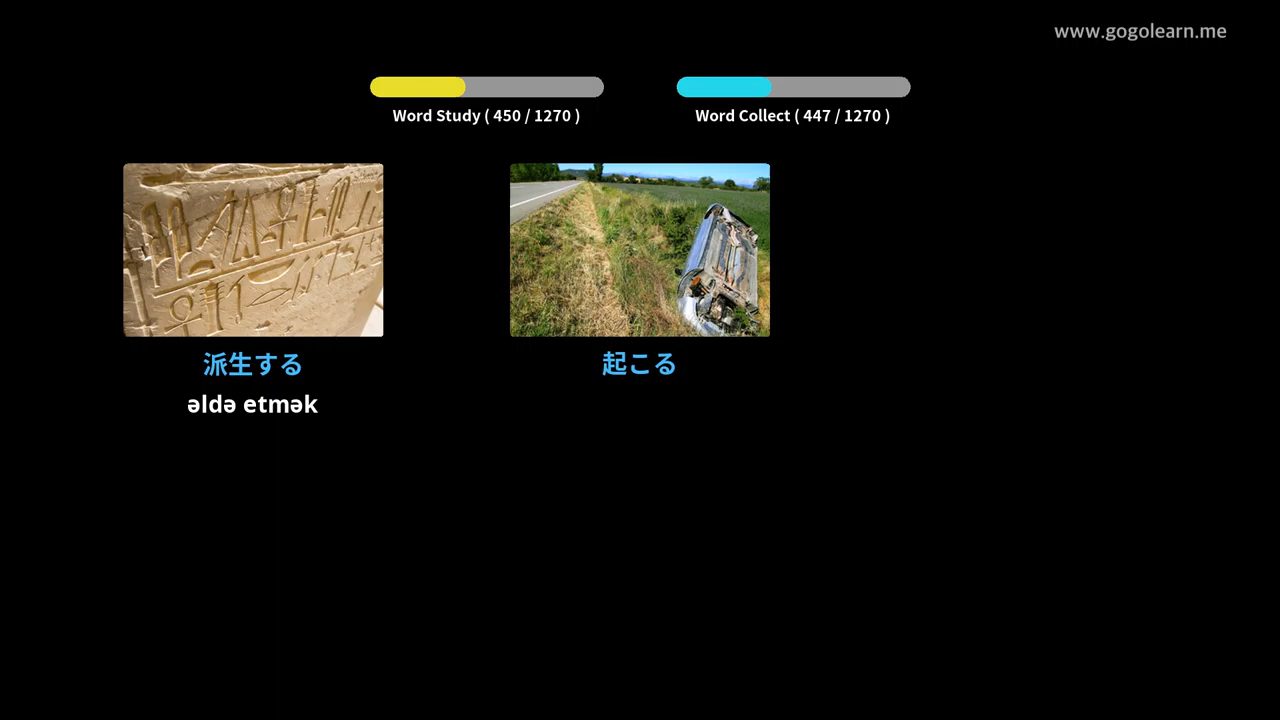 www.gogolearn.me
Word Study ( 450 / 1270 )
Word Collect ( 447 / 1270 )
派生する
起こる
əldə etmək